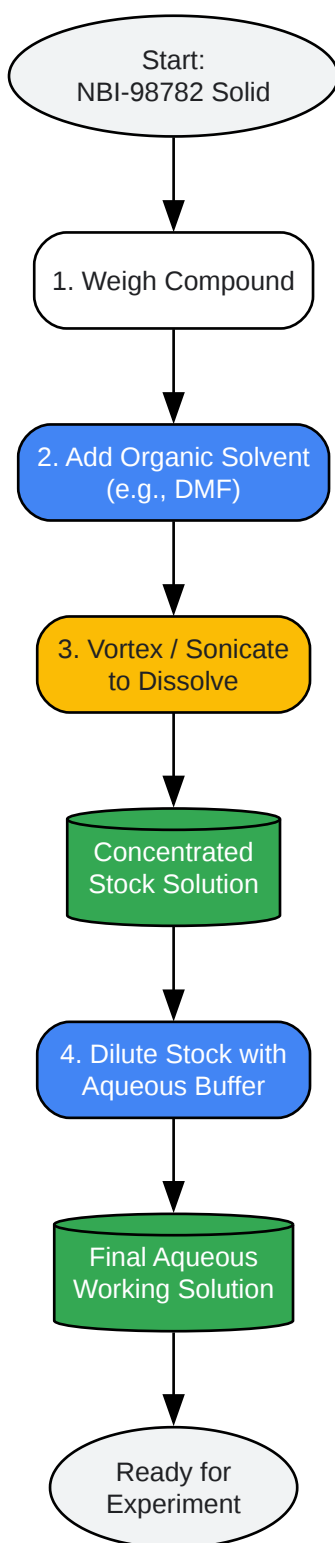 Start:
NBI-98782 Solid
1. Weigh Compound
2. Add Organic Solvent
(e.g., DMF)
3. Vortex / Sonicate
to Dissolve
Concentrated
Stock Solution
4. Dilute Stock with
Aqueous Buffer
Final Aqueous
Working Solution
Ready for
Experiment